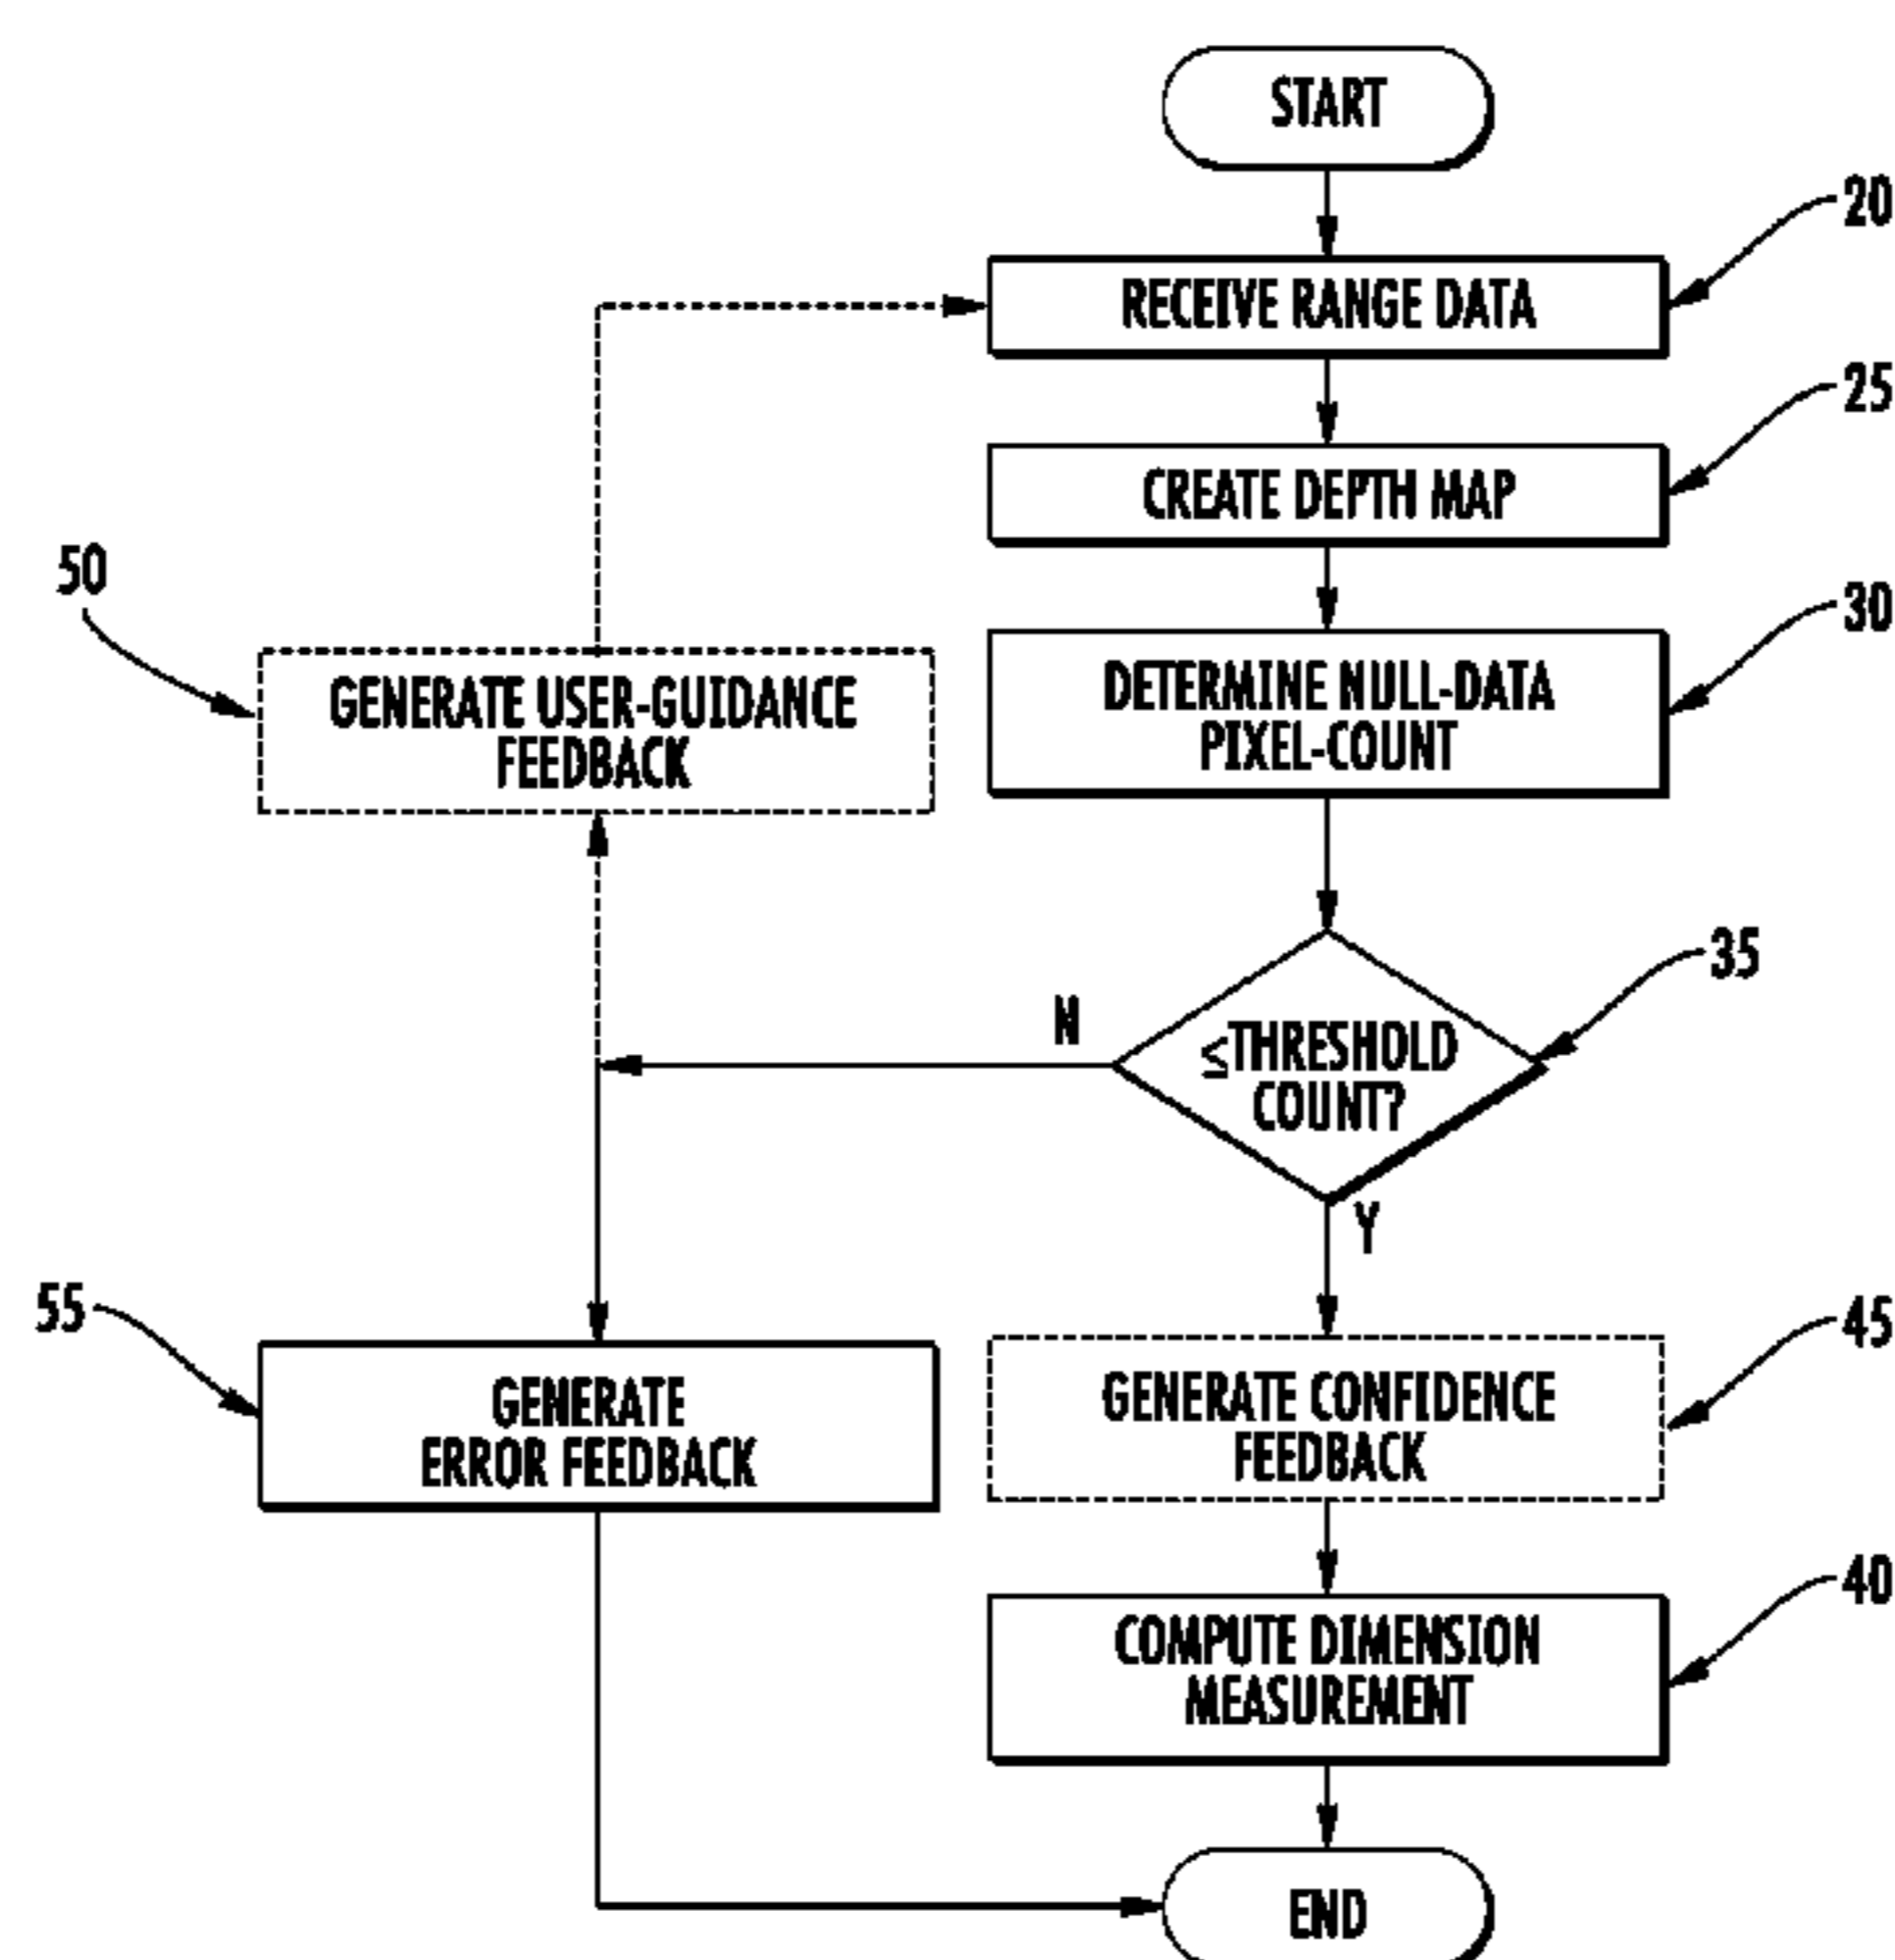 START
20
RECEIVE RANGE DATA
25
CREATE DEPTH MAP
50
30
GENERATE USER-GUIDANCE
FEEDBACK
DETERMINE NULL-DATA
PIXEL-COUNT
35
N
≤THRESHOLD
COUNT?
Y
55
45
GENERATE
ERROR FEEDBACK
GENERATE CONFIDENCE
FEEDBACK
40
COMPUTE DIMENSION
MEASUREMENT
END